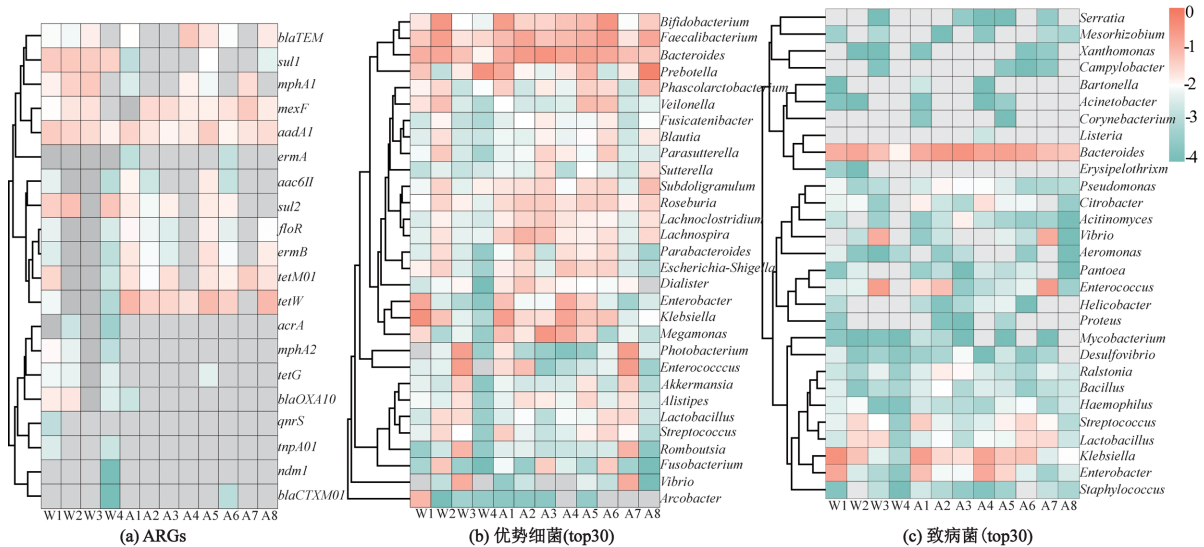 blaTEM
sul1
mphA1
mexF
aadA1
ermA
aac6II
sul2
floR
ermB
tetM01
tetW
acrA
mphA2
tetG
blaOXA10
qnrS
tnpA01
ndm1
blaCTXM01
W1 W2 W3 W4 A1 A2 A3 A4 A5 A6 A7 A8
(a) ARGs
Bifidobacterium
Faecalibacterium
Bacteroides
Prebotella
Phascolarctobacterium
Veilonella
Fusicatenibacter
Blautia
Parasutterella
Sutterella
Subdoligranulum
Roseburia
Lachnoclostridium
Lachnospira
Parabacteroides
Escherichia-Shigella
Dialister
Enterobacter
Klebsiella
Megamonas
Photobacterium
Enterococccus
Akkermansia
Alistipes
Lactobacillus
Streptococcus
Romboutsia
Fusobacterium
Vibrio
Arcobacter
W1 W2 W3 W4 A1 A2 A3 A4 A5 A6 A7 A8
(b) 优势细菌(top30)
Serratia
Mesorhizobium
Xanthomonas
Campylobacter
Bartonella
Acinetobacter
Corynebacterium
Listeria
Bacteroides
Erysipelothrixm
Pseudomonas
Citrobacter
Acitinomyces
Vibrio
Aeromonas
Pantoea
Enterococcus
Helicobacter
Proteus
Mycobacterium
Desulfovibrio
Ralstonia
Bacillus
Haemophilus
Streptococcus
Lactobacillus
Klebsiella
Enterobacter
Staphylococcus
W1 W2 W3 W4 A1 A2 A3 A4 A5 A6 A7 A8
(c) 致病菌(top30)
0
-1
-2
-3
-4